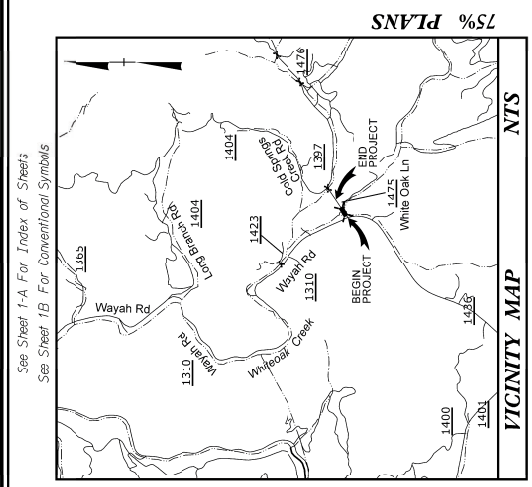 75% PLANS
See Sheet 1-A For Index of Sheets
See Sheet 1B For Conventional Symbols
1365
Wayah Rd
Long Branch Rd
1404
1404
Cold Springs
Creek Rd
1476
1397
1423
Wayah Rd
1310
Wayah Rd
1310
Whiteoak Creek
END
PROJECT
1475
White Oak Ln
BEGIN
PROJECT
1436
1400
1401
VICINITY MAP
NTS